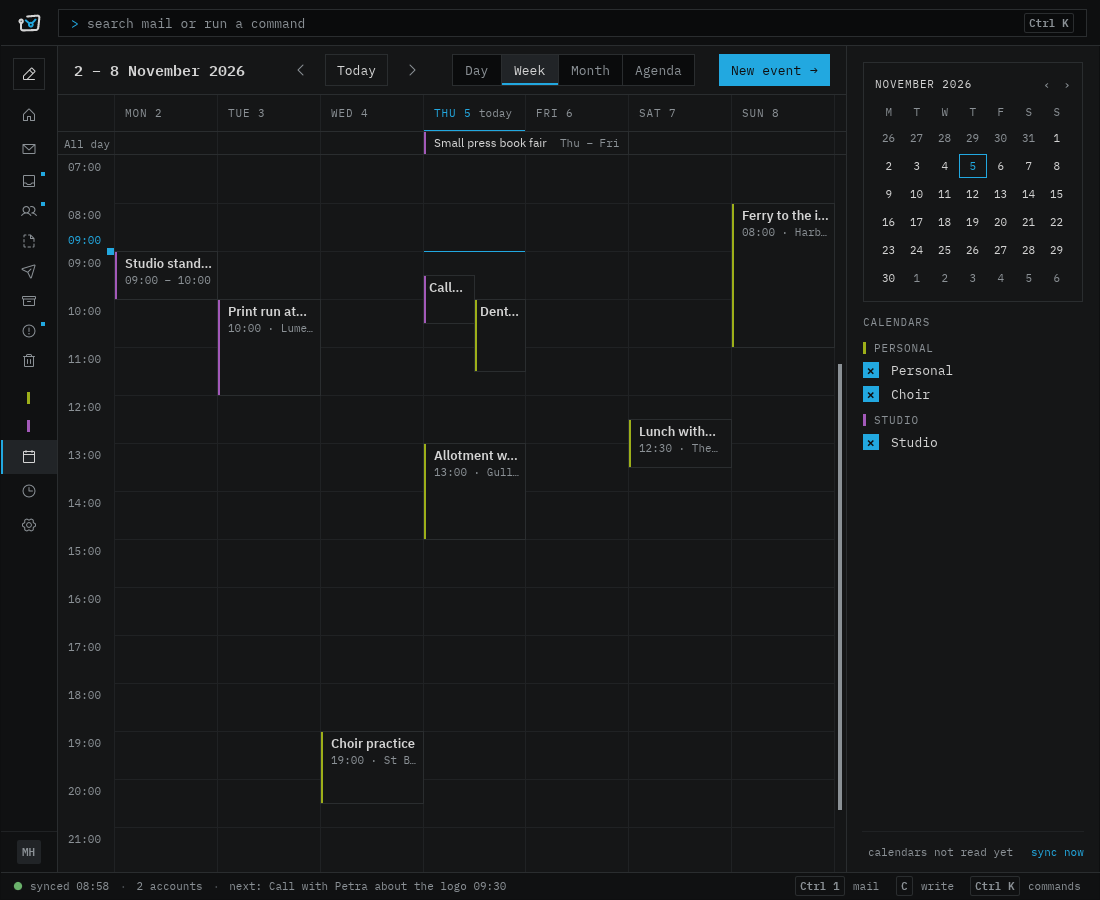 > search mail or run a command Ctrl K
2 – 8 November 2026 Today Day Week Month Agenda New event →
MON 2 TUE 3 WED 4 THU 5 today FRI 6 SAT 7 SUN 8
All day Small press book fair Thu – Fri
07:00
08:00
09:00
09:00
10:00
11:00
12:00
13:00
14:00
15:00
16:00
17:00
18:00
19:00
20:00
21:00
Studio stand…
09:00 – 10:00
Print run at…
10:00 · Lume…
Choir practice
19:00 · St B…
Call…
Dent…
Allotment w…
13:00 · Gull…
Lunch with…
12:30 · The…
Ferry to the i…
08:00 · Harb…
NOVEMBER 2026 ‹ ›
M T W T F S S
26 27 28 29 30 31 1
2 3 4 5 6 7 8
9 10 11 12 13 14 15
16 17 18 19 20 21 22
23 24 25 26 27 28 29
30 1 2 3 4 5 6
CALENDARS
PERSONAL
× Personal
× Choir
STUDIO
× Studio
calendars not read yet sync now
MH
synced 08:58 · 2 accounts · next: Call with Petra about the logo 09:30 Ctrl 1 mail C write Ctrl K commands